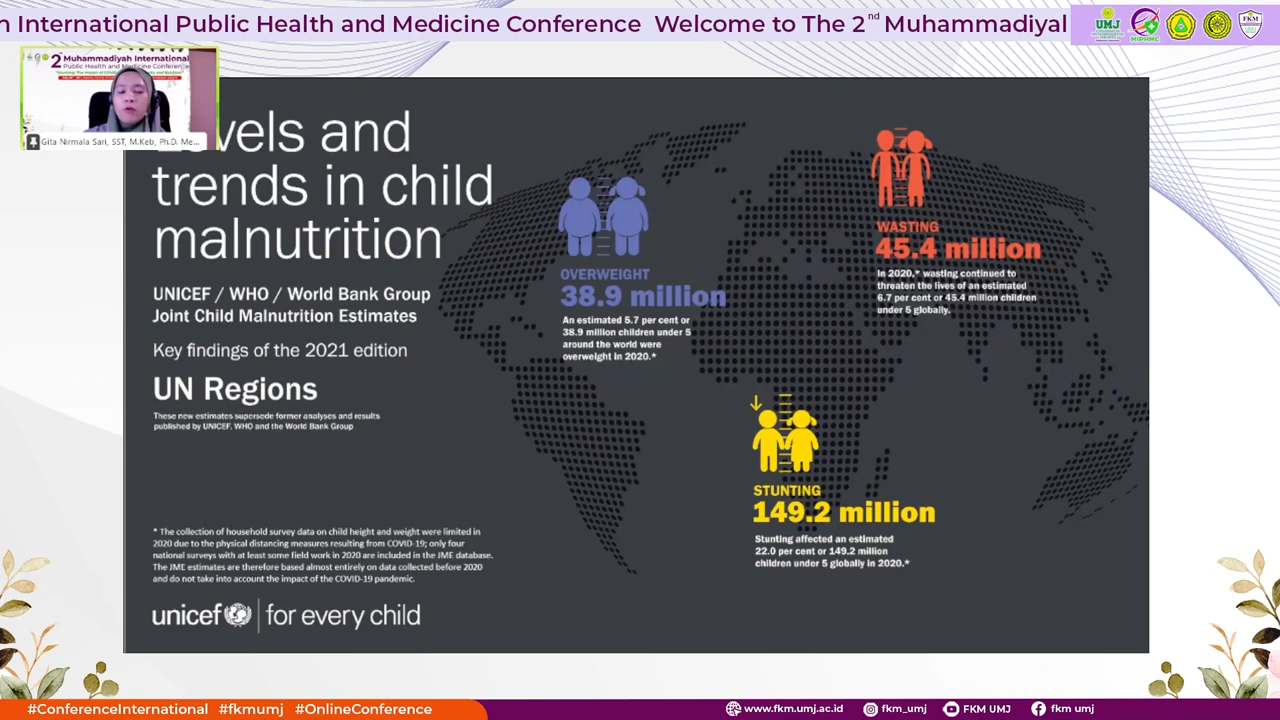 n International Public Health and Medicine Conference Welcome to The 2nd Muhammadiyal
UMJ
FKM
2 Muhammadiyah International
Public Health and Medicine Conference
Gita Nirmala Sari, SST, M.Keb, Ph.D. Me...
vels and
trends in child
malnutrition
UNICEF / WHO / World Bank Group
Joint Child Malnutrition Estimates
Key findings of the 2021 edition
UN Regions
These new estimates supersede former analyses and results
published by UNICEF, WHO and the World Bank Group
* The collection of household survey data on child height and weight were limited in
2020 due to the physical distancing measures resulting from COVID-19; only four
national surveys with at least some field work in 2020 are included in the JME database.
The JME estimates are therefore based almost entirely on data collected before 2020
and do not take into account the impact of the COVID-19 pandemic.
unicef for every child
OVERWEIGHT
38.9 million
An estimated 5.7 per cent or
38.9 million children under 5
around the world were
overweight in 2020.*
WASTING
45.4 million
In 2020,* wasting continued to
threaten the lives of an estimated
6.7 per cent or 45.4 million children
under 5 globally.
STUNTING
149.2 million
Stunting affected an estimated
22.0 per cent or 149.2 million
children under 5 globally in 2020.*
#ConferenceInternational #fkmumj #OnlineConference
www.fkm.umj.ac.id fkm_umj FKM UMJ fkm umj